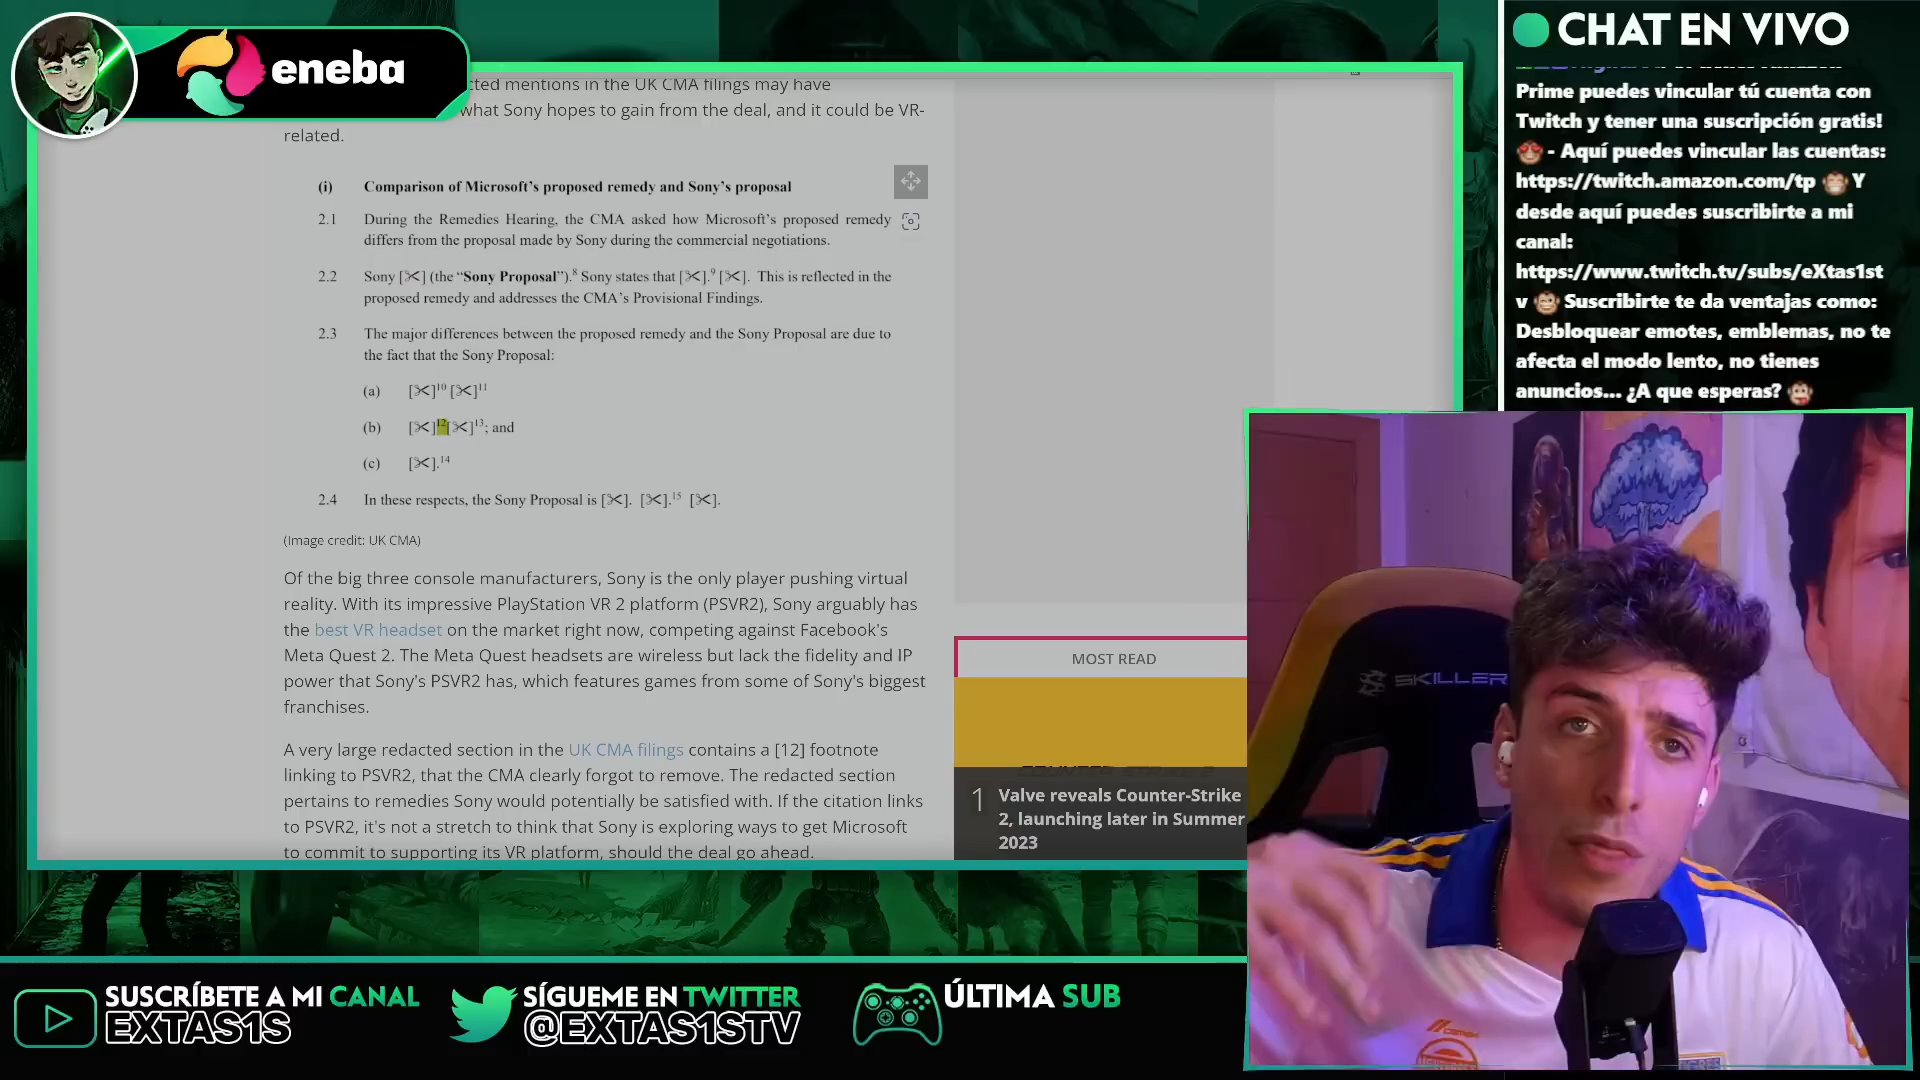 eneba
cted mentions in the UK CMA filings may have
what Sony hopes to gain from the deal, and it could be VR-
related.
(i) Comparison of Microsoft's proposed remedy and Sony's proposal
2.1 During the Remedies Hearing, the CMA asked how Microsoft's proposed remedy
differs from the proposal made by Sony during the commercial negotiations.
2.2 Sony [✂] (the “Sony Proposal”).8 Sony states that [✂].9 [✂]. This is reflected in the
proposed remedy and addresses the CMA's Provisional Findings.
2.3 The major differences between the proposed remedy and the Sony Proposal are due to
the fact that the Sony Proposal:
(a) [✂]10 [✂]11
(b) [✂]12[✂]13; and
(c) [✂].14
2.4 In these respects, the Sony Proposal is [✂]. [✂].15 [✂].
(Image credit: UK CMA)
Of the big three console manufacturers, Sony is the only player pushing virtual
reality. With its impressive PlayStation VR 2 platform (PSVR2), Sony arguably has
the best VR headset on the market right now, competing against Facebook's
Meta Quest 2. The Meta Quest headsets are wireless but lack the fidelity and IP
power that Sony's PSVR2 has, which features games from some of Sony's biggest
franchises.
A very large redacted section in the UK CMA filings contains a [12] footnote
linking to PSVR2, that the CMA clearly forgot to remove. The redacted section
pertains to remedies Sony would potentially be satisfied with. If the citation links
to PSVR2, it's not a stretch to think that Sony is exploring ways to get Microsoft
to commit to supporting its VR platform, should the deal go ahead.
MOST READ
COUNTER STRIKE 2
1 Valve reveals Counter-Strike
2, launching later in Summer
2023
CHAT EN VIVO
Prime puedes vincular tú cuenta con
Twitch y tener una suscripción gratis!
- Aquí puedes vincular las cuentas:
https://twitch.amazon.com/tp Y
desde aquí puedes suscribirte a mi
canal:
https://www.twitch.tv/subs/eXtas1st
v Suscribirte te da ventajas como:
Desbloquear emotes, emblemas, no te
afecta el modo lento, no tienes
anuncios... ¿A que esperas?
SKILLER
SUSCRÍBETE A MI CANAL
EXTAS1S
SÍGUEME EN TWITTER
@EXTAS1STV
ÚLTIMA SUB